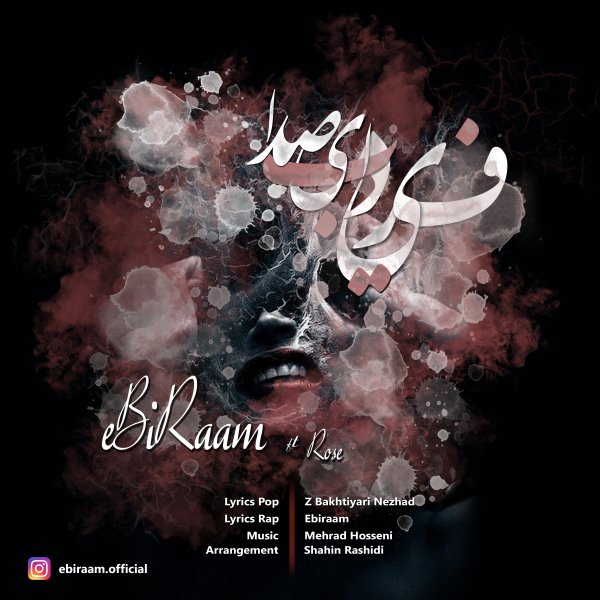 فریاد بی صدا
eBiRaam ft Rose
Lyrics Pop Z Bakhtiyari Nezhad
Lyrics Rap Ebiraam
Music Mehrad Hosseni
Arrangement Shahin Rashidi
ebiraam.official